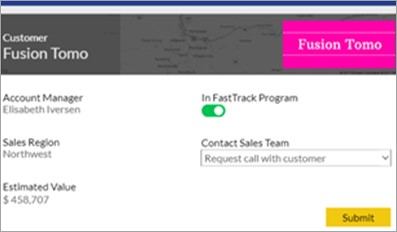 Customer
Fusion Tomo
Fusion Tomo
Account Manager
Elisabeth Iversen
In FastTrack Program
Sales Region
Northwest
Contact Sales Team
Request call with customer
Estimated Value
$ 458,707
Submit